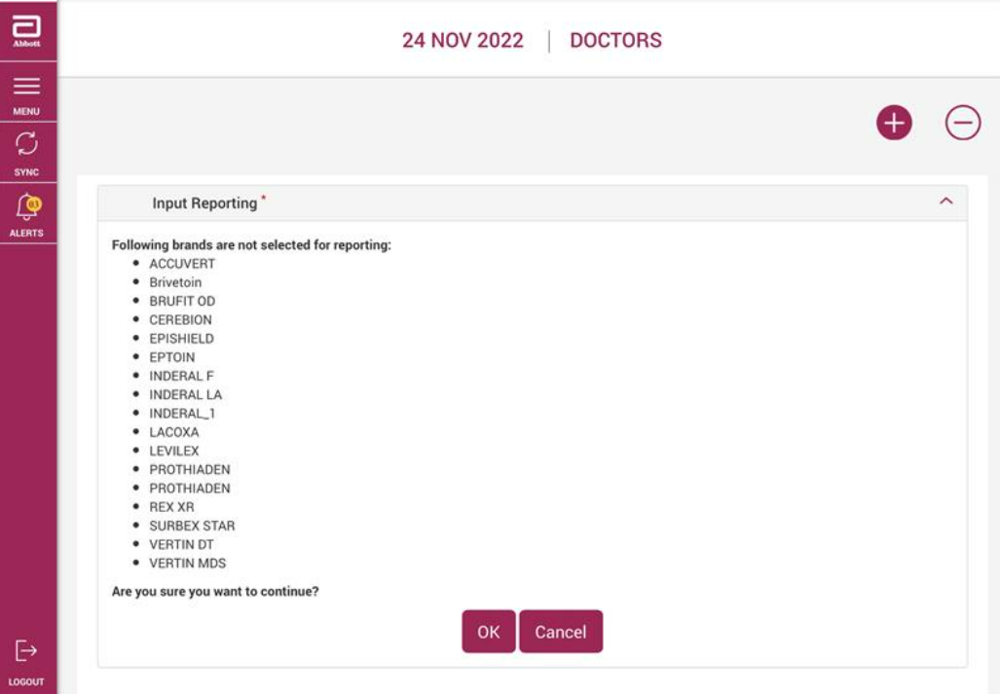 Abbott
24 NOV 2022 | DOCTORS
MENU
SYNC
03
ALERTS
Input Reporting *
Following brands are not selected for reporting:
• ACCUVERT
• Brivetoin
• BRUFIT OD
• CEREBION
• EPISHIELD
• EPTOIN
• INDERAL F
• INDERAL LA
• INDERAL_1
• LACOXA
• LEVILEX
• PROTHIADEN
• PROTHIADEN
• REX XR
• SURBEX STAR
• VERTIN DT
• VERTIN MDS
Are you sure you want to continue?
OK Cancel
LOGOUT